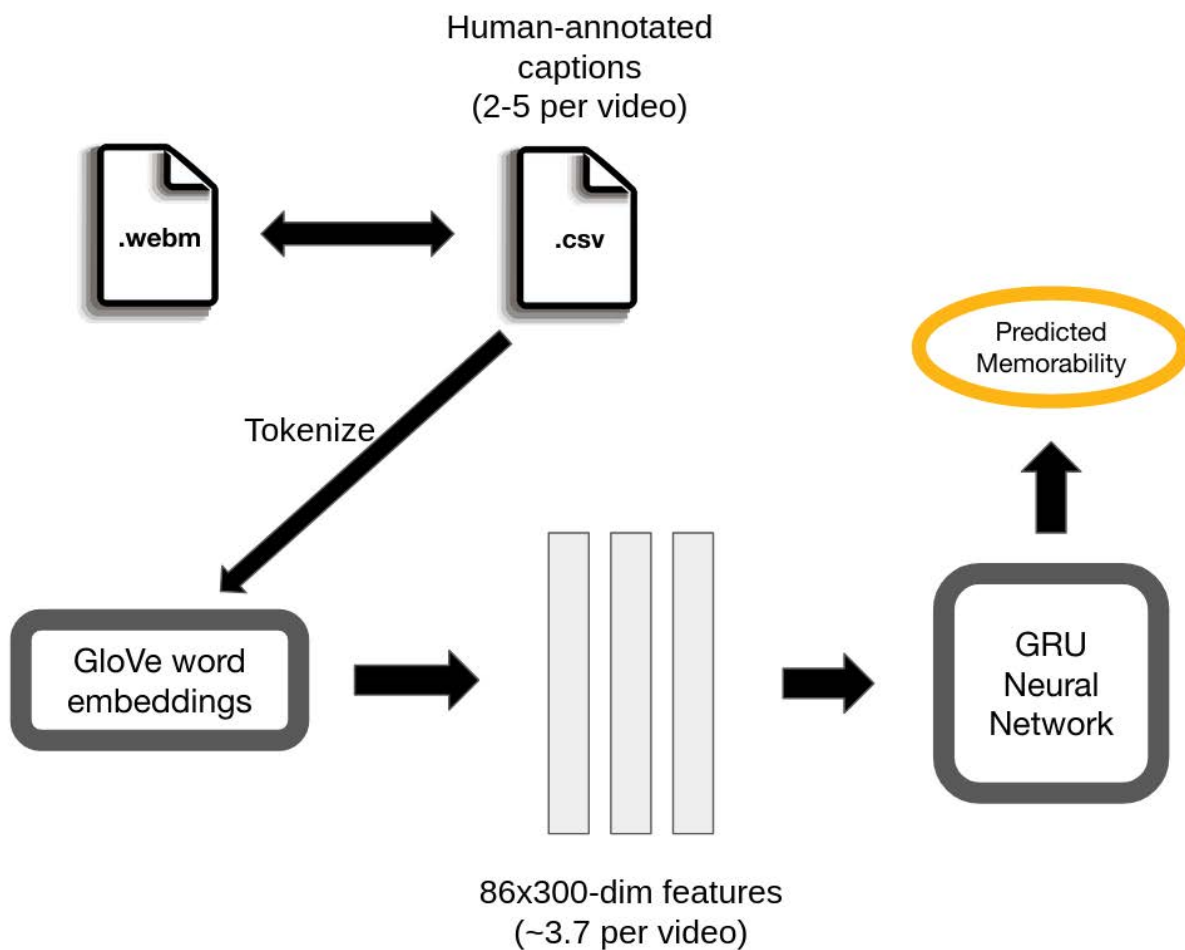 Human-annotated
captions
(2-5 per video)
.webm
.csv
Predicted
Memorability
Tokenize
GloVe word
embeddings
GRU
Neural
Network
86x300-dim features
(~3.7 per video)